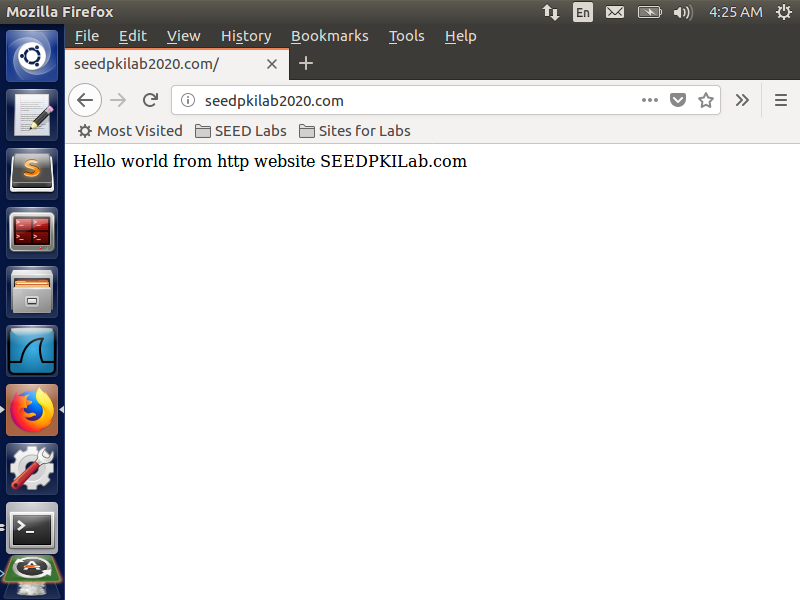 Mozilla Firefox En 4:25 AM
File Edit View History Bookmarks Tools Help
seedpkilab2020.com/
seedpkilab2020.com
Most Visited SEED Labs Sites for Labs
Hello world from http website SEEDPKILab.com